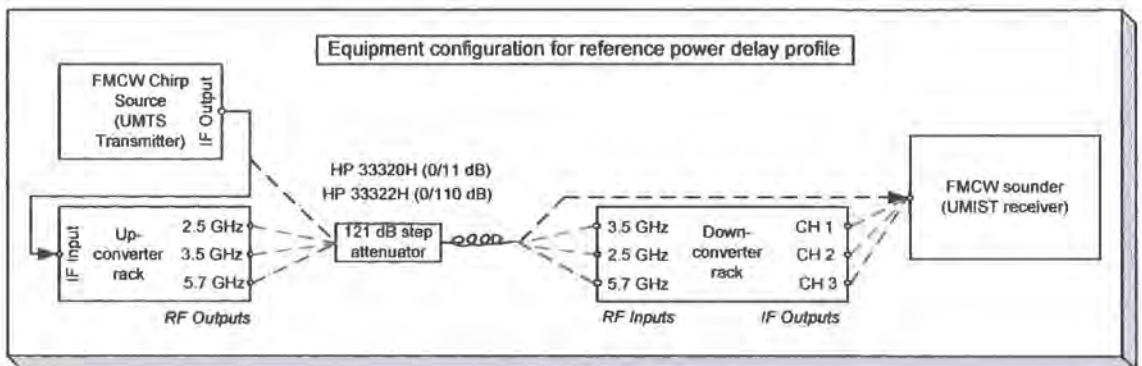 Equipment configuration for reference power delay profile
FMCW Chirp
Source
(UMTS
Transmitter)
IF Output
HP 33320H (0/11 dB)
HP 33322H (0/110 dB)
FMCW sounder
(UMIST receiver)
IF Input
Up-
converter
rack
2.5 GHz
3.5 GHz
5.7 GHz
RF Outputs
121 dB step
attenuator
3.5 GHz
2.5 GHz
5.7 GHz
RF Inputs
Down-
converter
rack
CH 1
CH 2
CH 3
IF Outputs